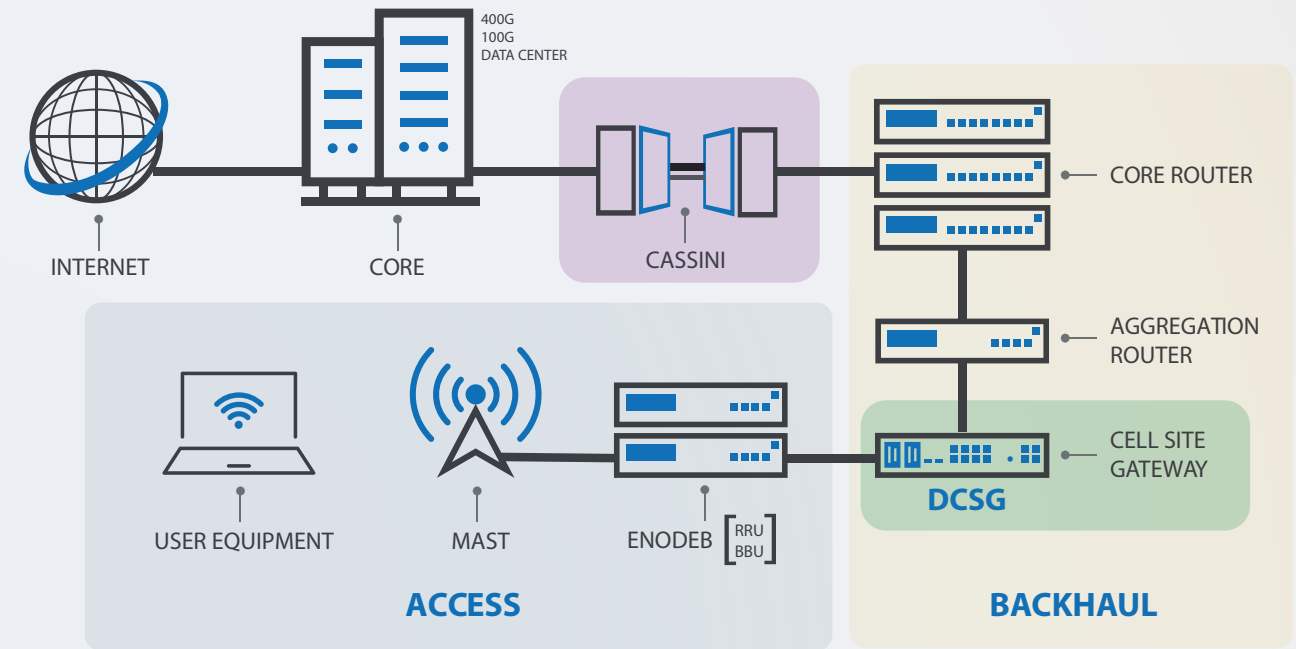 400G
100G
DATA CENTER
INTERNET
CORE
CASSINI
CORE ROUTER
AGGREGATION
ROUTER
CELL SITE
GATEWAY
DCSG
USER EQUIPMENT
MAST
ENODEB
RRU
BBU
ACCESS
BACKHAUL